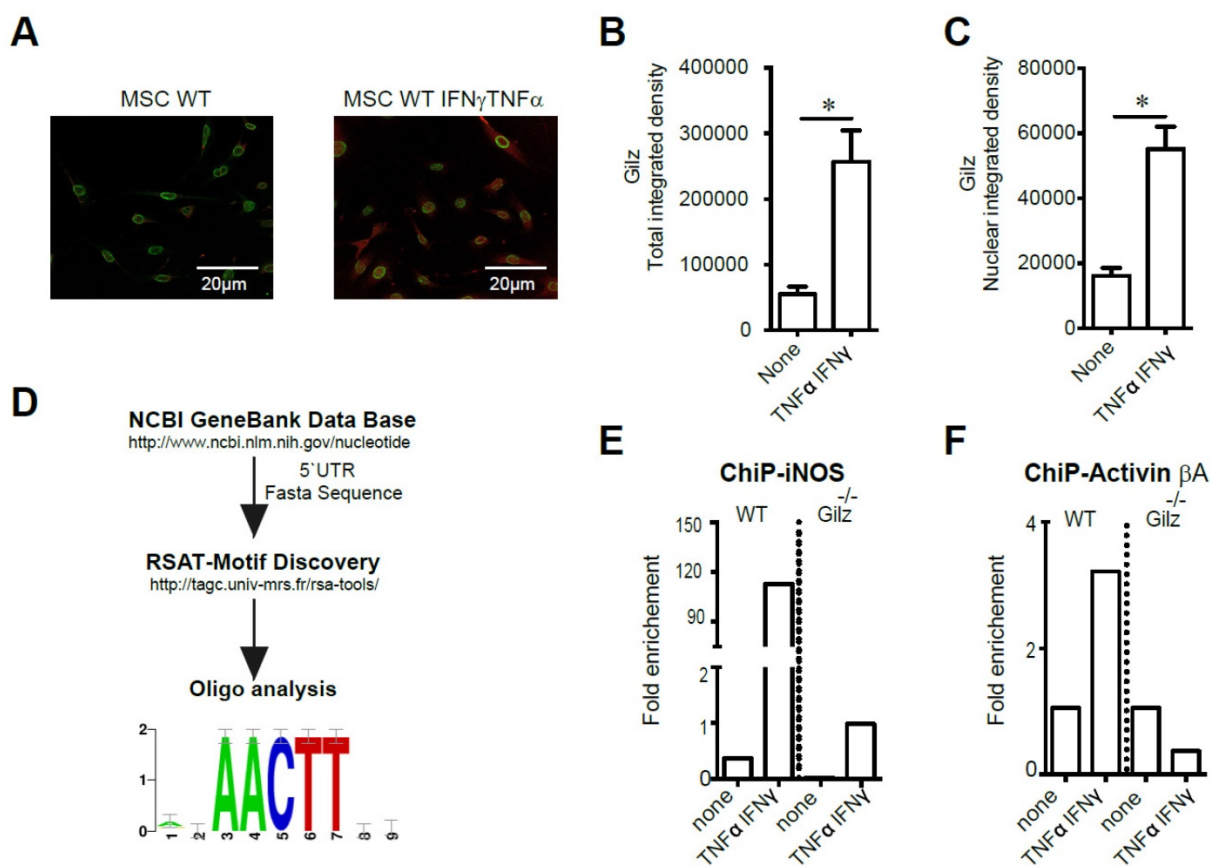 A
MSC WT
MSC WT IFNγTNFα
20μm
20μm
B
Gilz
Total integrated density
400000
300000
200000
100000
0
*
None
TNFα IFNγ
C
Gilz
Nuclear integrated density
80000
60000
40000
20000
0
*
None
TNFα IFNγ
D
NCBI GeneBank Data Base
http://www.ncbi.nlm.nih.gov/nucleotide
5`UTR
Fasta Sequence
RSAT-Motif Discovery
http://tagc.univ-mrs.fr/rsa-tools/
Oligo analysis
2
1
0
AACTT
1 2 3 4 5 6 7 8 9
E
ChiP-iNOS
WT
Gilz-/-
Fold enrichement
150
120
90
2
1
0
none
TNFα IFNγ
none
TNFα IFNγ
F
ChiP-Activin βA
WT
Gilz-/-
Fold enrichement
4
2
0
none
TNFα IFNγ
none
TNFα IFNγ